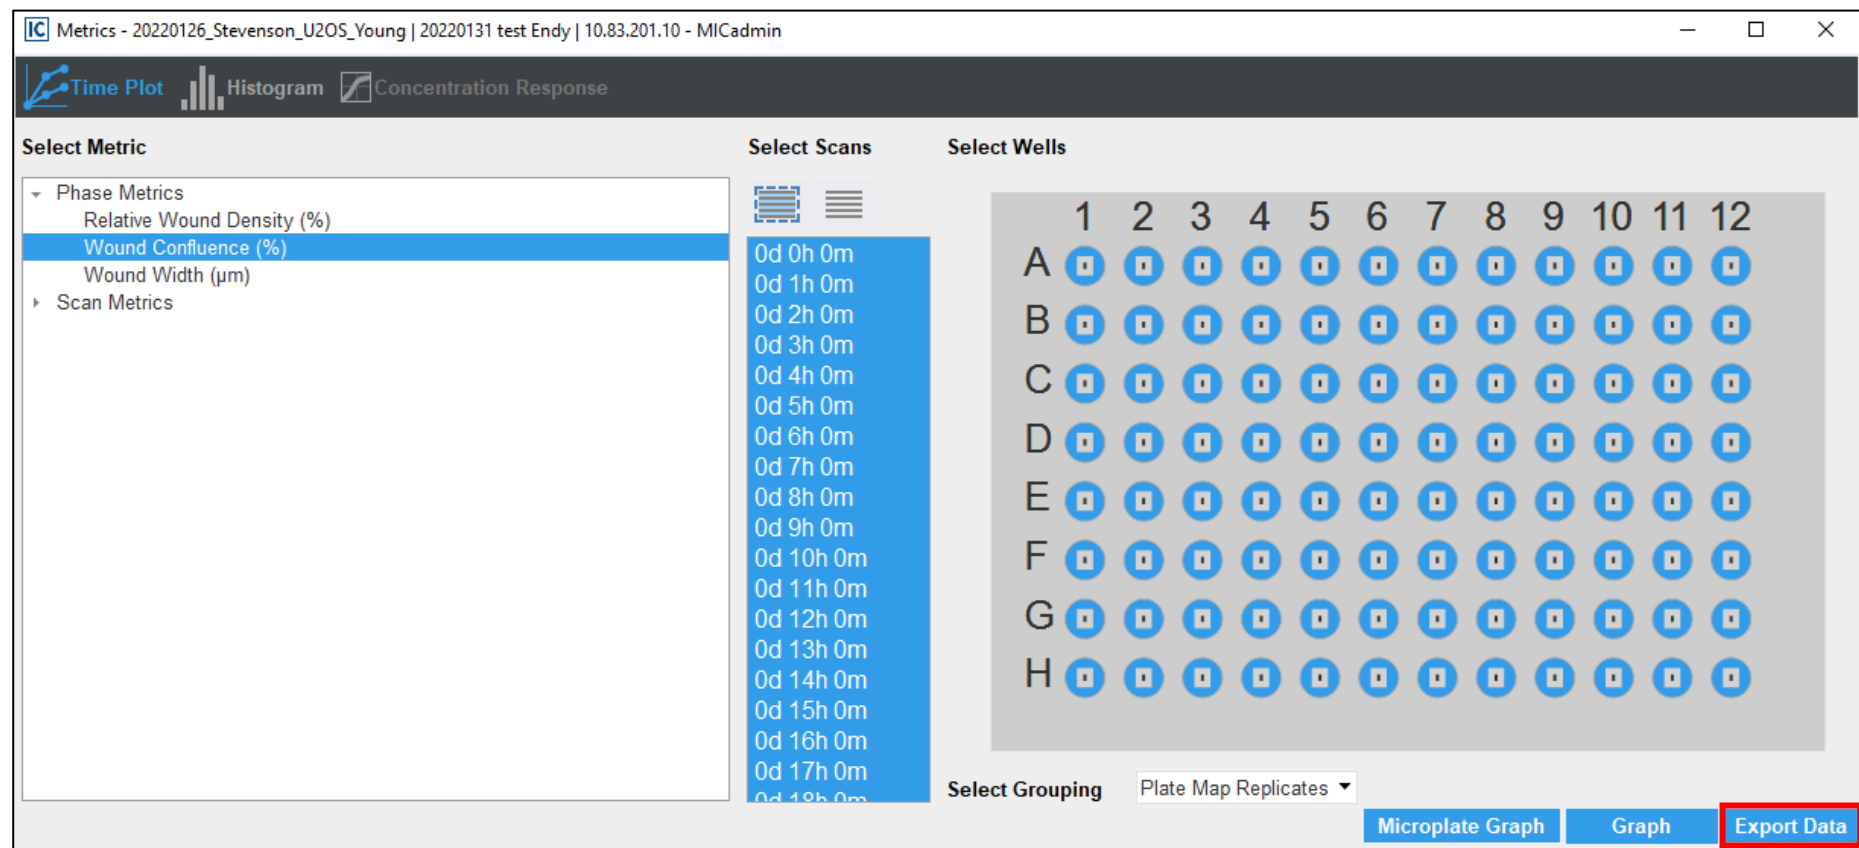 IC Metrics - 20220126_Stevenson_U2OS_Young | 20220131 test Endy | 10.83.201.10 - MICadmin
Time Plot Histogram Concentration Response
Select Metric
Phase Metrics
Relative Wound Density (%)
Wound Confluence (%)
Wound Width (µm)
Scan Metrics
Select Scans
0d 0h 0m
0d 1h 0m
0d 2h 0m
0d 3h 0m
0d 4h 0m
0d 5h 0m
0d 6h 0m
0d 7h 0m
0d 8h 0m
0d 9h 0m
0d 10h 0m
0d 11h 0m
0d 12h 0m
0d 13h 0m
0d 14h 0m
0d 15h 0m
0d 16h 0m
0d 17h 0m
0d 18h 0m
Select Wells
1 2 3 4 5 6 7 8 9 10 11 12
A
B
C
D
E
F
G
H
Select Grouping Plate Map Replicates
Microplate Graph Graph Export Data